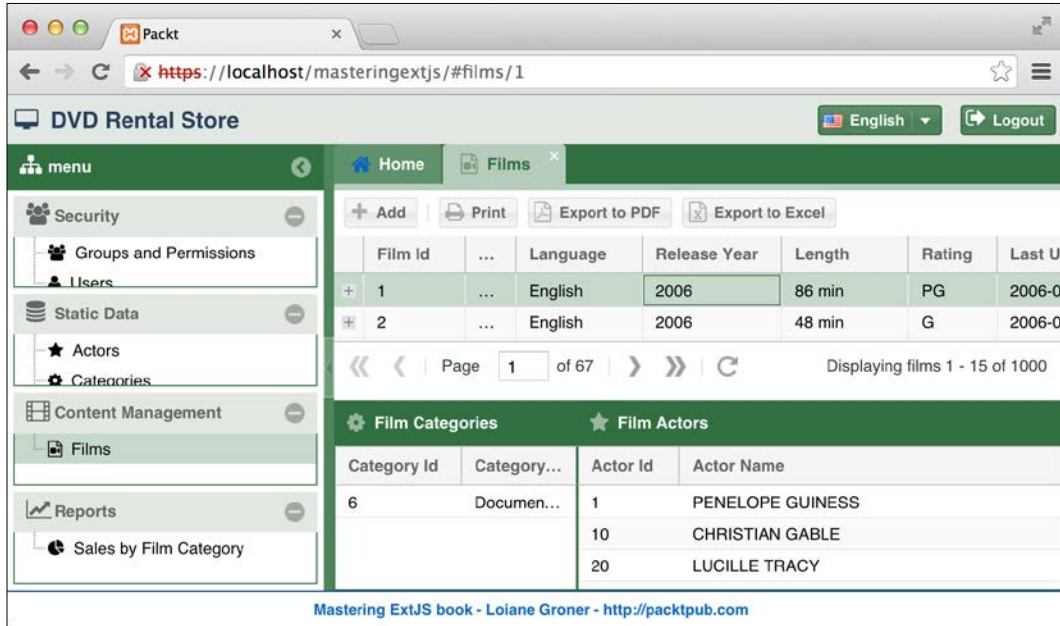 Packt
https://localhost/masteringextjs/#films/1
DVD Rental Store
English
Logout
menu
Home
Films
Security
Groups and Permissions
Users
Static Data
Actors
Categories
Content Management
Films
Reports
Sales by Film Category
Add
Print
Export to PDF
Export to Excel
Film Id ... Language Release Year Length Rating Last U
1 ... English 2006 86 min PG 2006-0
2 ... English 2006 48 min G 2006-0
Page 1 of 67
Displaying films 1 - 15 of 1000
Film Categories
Category Id Category...
6 Documen...
Film Actors
Actor Id Actor Name
1 PENELOPE GUINESS
10 CHRISTIAN GABLE
20 LUCILLE TRACY
Mastering ExtJS book - Loiane Groner - http://packtpub.com